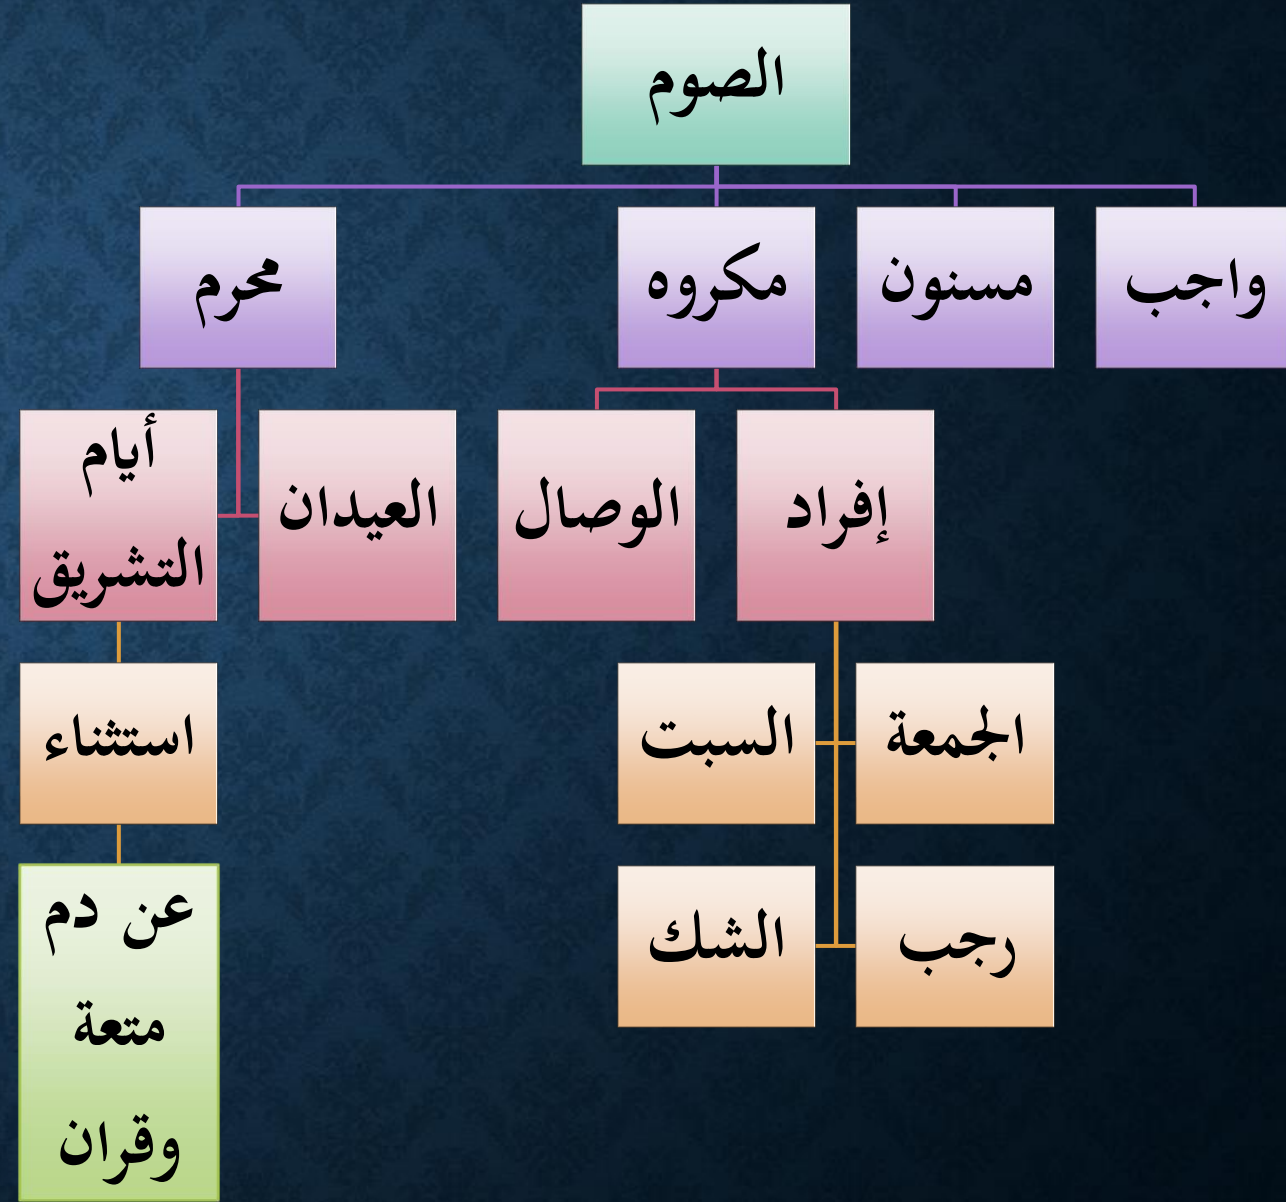 الصوم
واجب
مسنون
مكروه
محرم
إفراد
الوصال
العيدان
أيام
التشريق
الجمعة
السبت
استثناء
رجب
الشك
عن دم
متعة
وقران